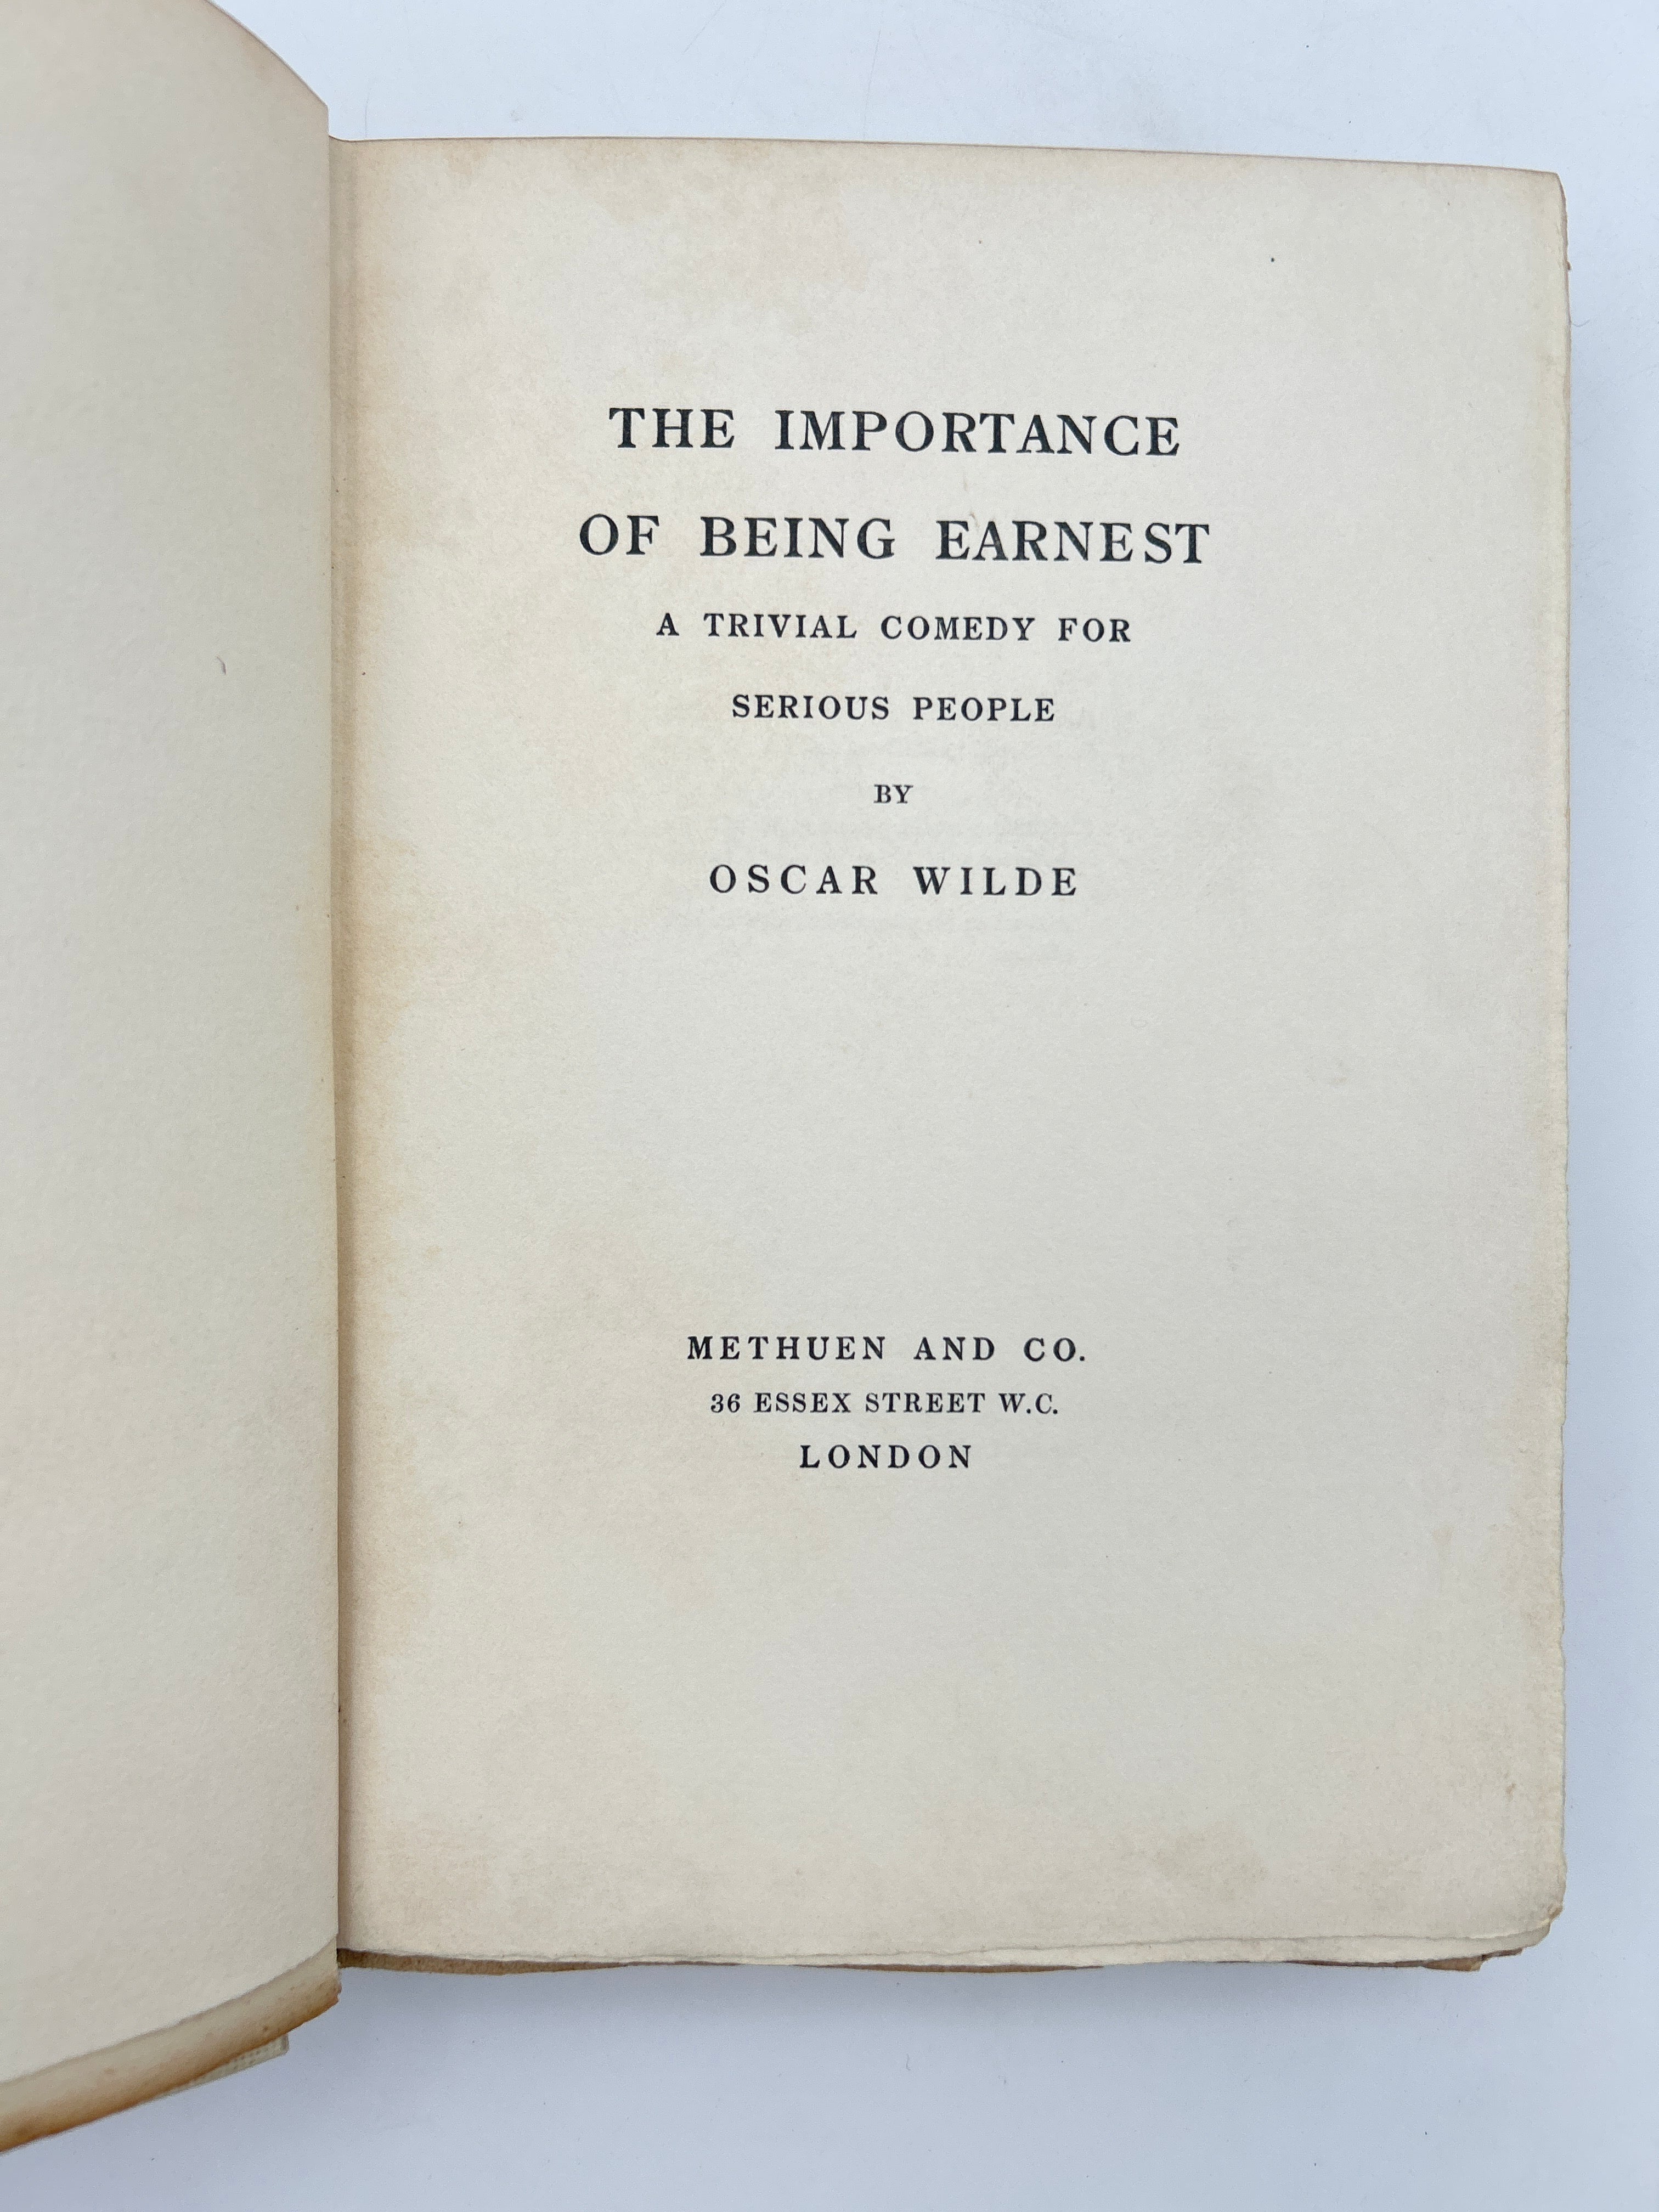 THE IMPORTANCE
OF BEING EARNEST
A TRIVIAL COMEDY FOR
SERIOUS PEOPLE
BY
OSCAR WILDE
METHUEN AND CO.
36 ESSEX STREET W.C.
LONDON